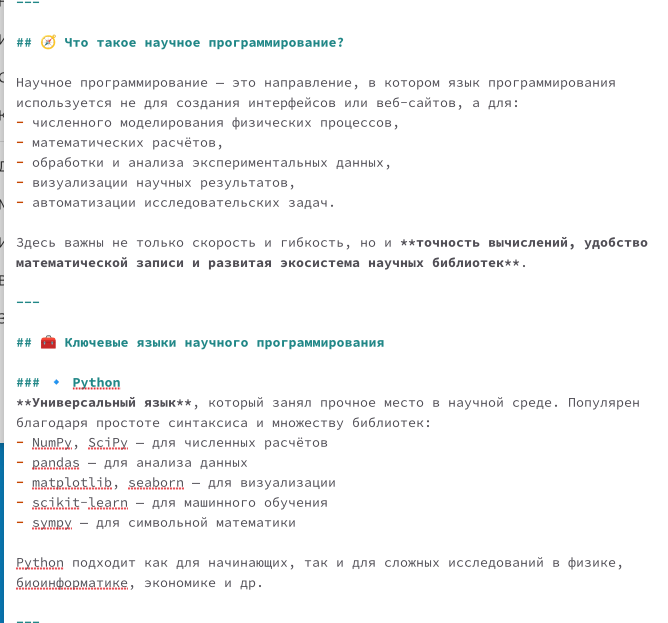 ---
## 🧭 Что такое научное программирование?
Научное программирование — это направление, в котором язык программирования
используется не для создания интерфейсов или веб-сайтов, а для:
- численного моделирования физических процессов,
- математических расчётов,
- обработки и анализа экспериментальных данных,
- визуализации научных результатов,
- автоматизации исследовательских задач.
Здесь важны не только скорость и гибкость, но и **точность вычислений, удобство
математической записи и развитая экосистема научных библиотек**.
---
## 🧰 Ключевые языки научного программирования
### 🔹 Python
**Универсальный язык**, который занял прочное место в научной среде. Популярен
благодаря простоте синтаксиса и множеству библиотек:
- NumPy, SciPy — для численных расчётов
- pandas — для анализа данных
- matplotlib, seaborn — для визуализации
- scikit-learn — для машинного обучения
- sympy — для символьной математики
Python подходит как для начинающих, так и для сложных исследований в физике,
биоинформатике, экономике и др.
---